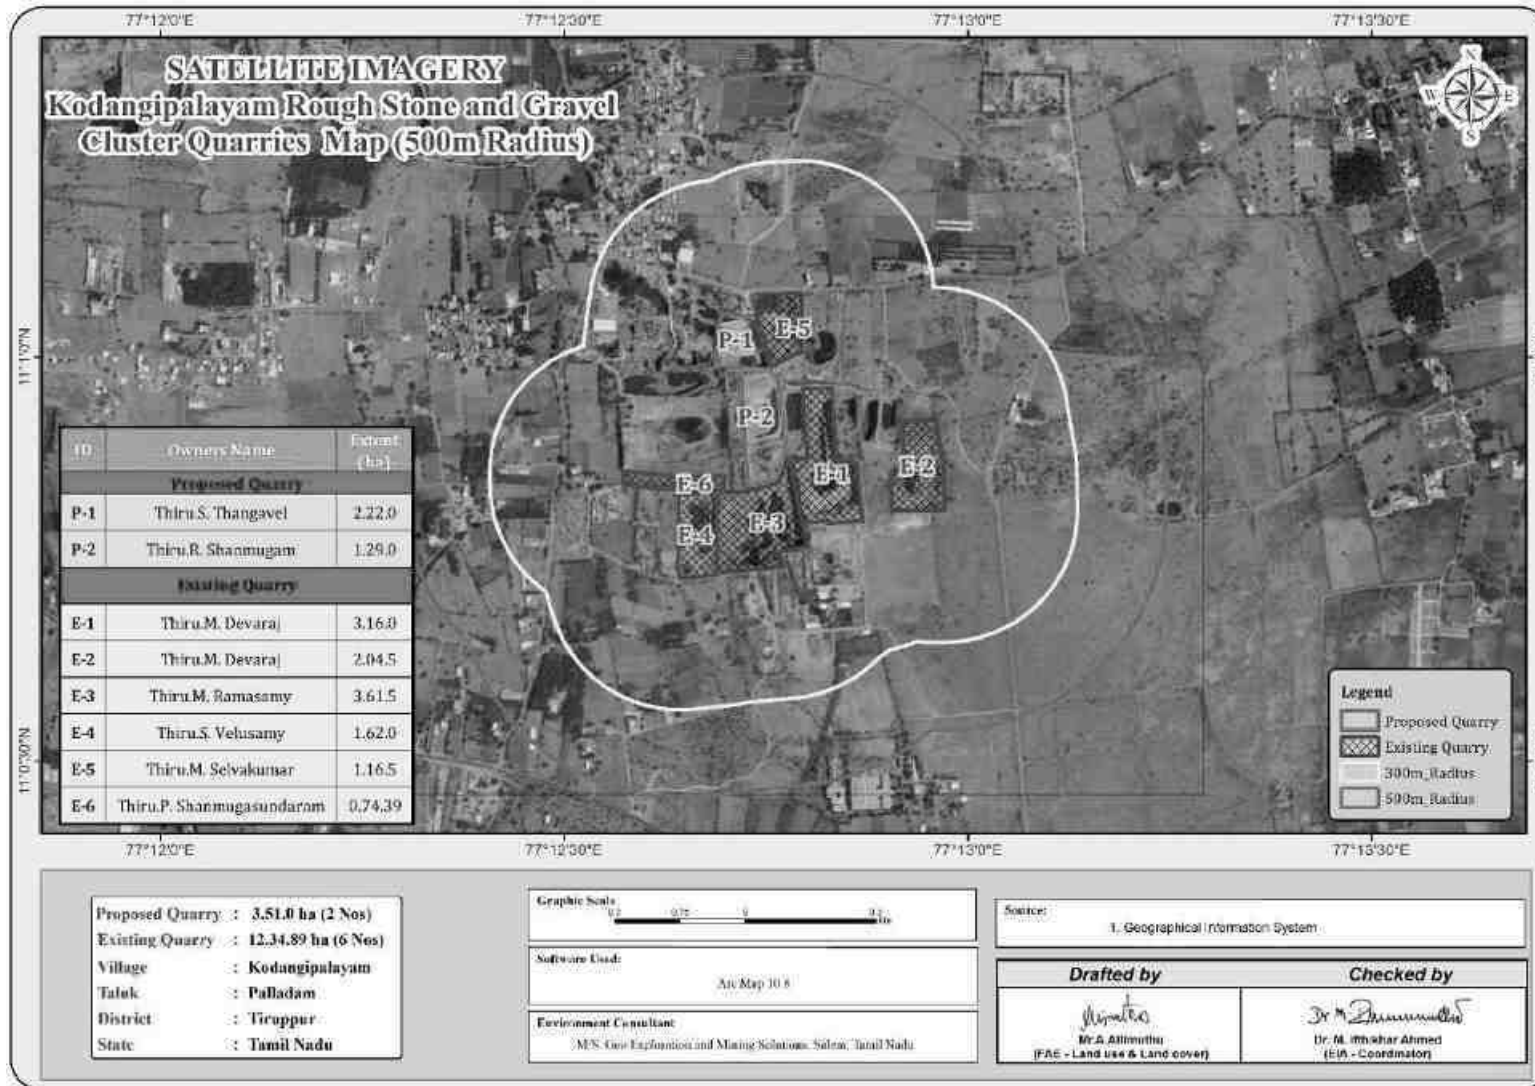 77°12'0"E 77°12'30"E 77°13'0"E 77°13'30"E
SATELLITE IMAGERY
Kodangipalayam Rough Stone and Gravel
Cluster Quarries Map (500m Radius)
N
W E
S
11°1'0"N
11°0'30"N
P-1
E-5
P-2
E-1
E-2
E-6
E-3
E-4
ID Owners Name Extent (ha)
Proposed Quarry
P-1 Thiru.S. Thangavel 2.22.0
P-2 Thiru.R. Shanmugam 1.29.0
Existing Quarry
E-1 Thiru.M. Devaraj 3.16.0
E-2 Thiru.M. Devaraj 2.04.5
E-3 Thiru.M. Ramasamy 3.61.5
E-4 Thiru.S. Velusamy 1.62.0
E-5 Thiru.M. Selvakumar 1.16.5
E-6 Thiru.P. Shanmugasundaram 0.74.39
Legend
Proposed Quarry
Existing Quarry
300m_Radius
500m_Radius
77°12'0"E 77°12'30"E 77°13'0"E 77°13'30"E
Proposed Quarry : 3.51.0 ha (2 Nos)
Existing Quarry : 12.34.89 ha (6 Nos)
Village : Kodangipalayam
Taluk : Palladam
District : Tiruppur
State : Tamil Nadu
Graphic Scale
0
Software Used:
Arc Map 10.8
Environment Consultant
M/S. Geo Exploration and Mining Solutions, Salem, Tamil Nadu
Source:
1. Geographical Information System
Drafted by
Mr.A.Allimuthu
(FAE - Land use & Land cover)
Checked by
Dr. M. Ifthikhar Ahmed
(EIA - Coordinator)